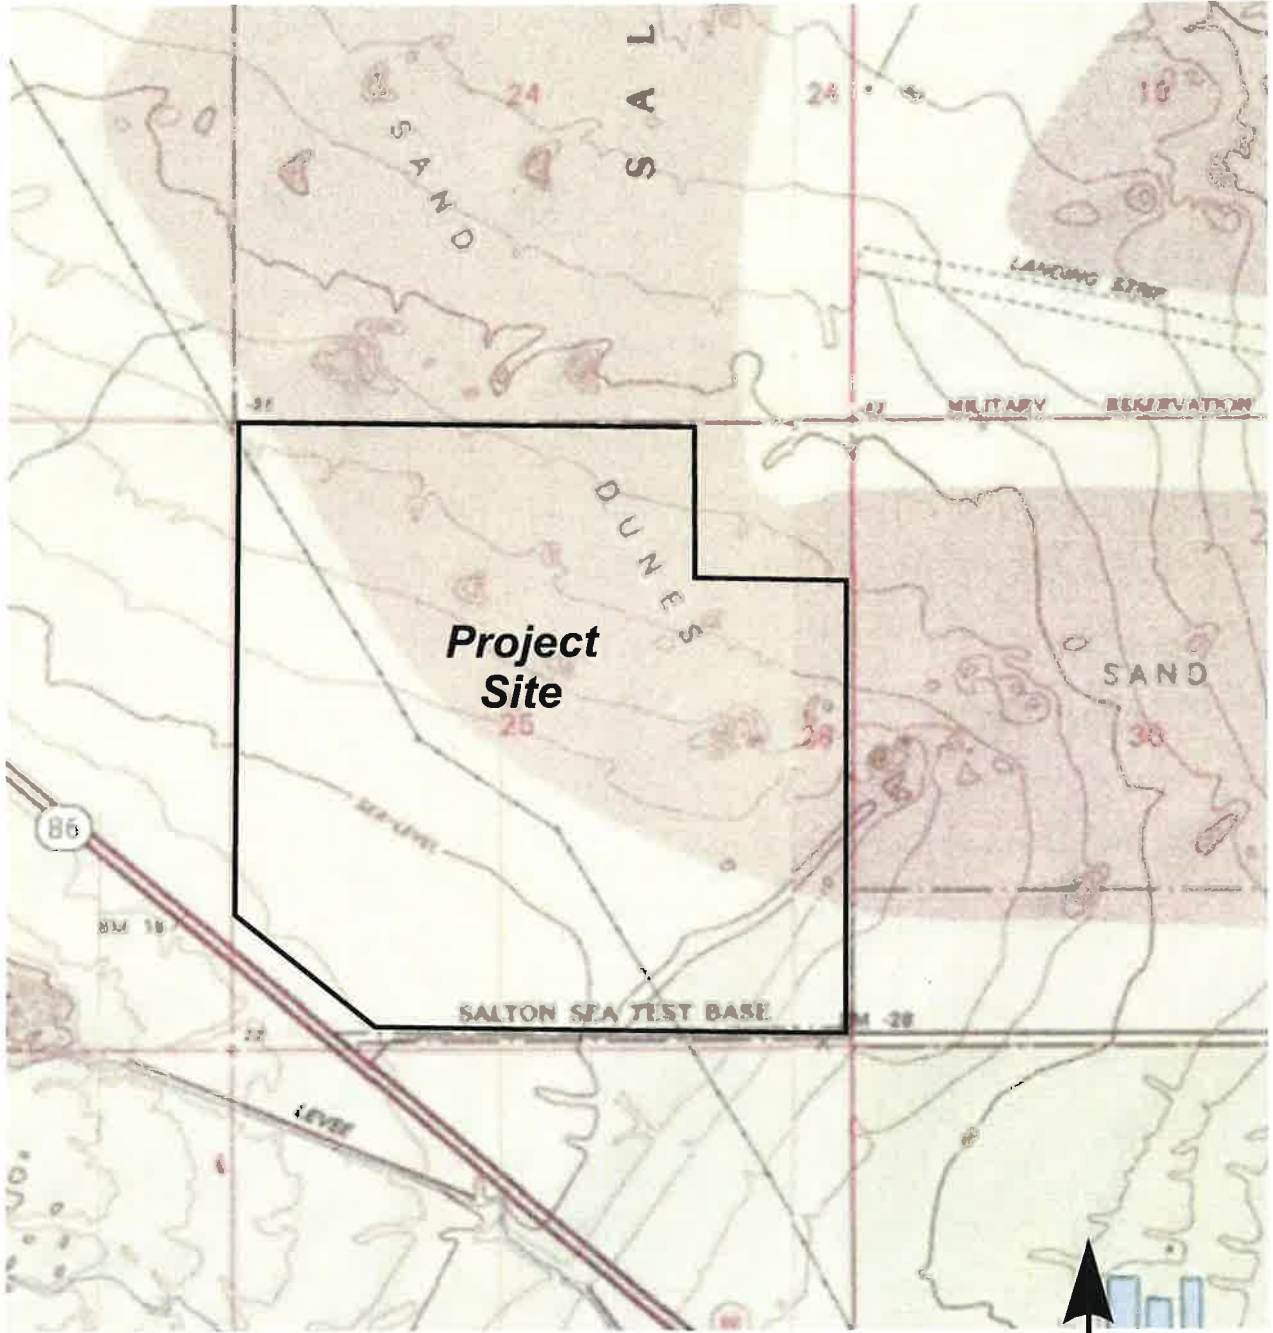 SAL
24
24
SAND
LANDING STRIP
MILITARY RESERVATION
DUNES
Project
Site
SAND
25
30
SEA LEVEL
86
SALTON SEA TEST BASE
LEVEE